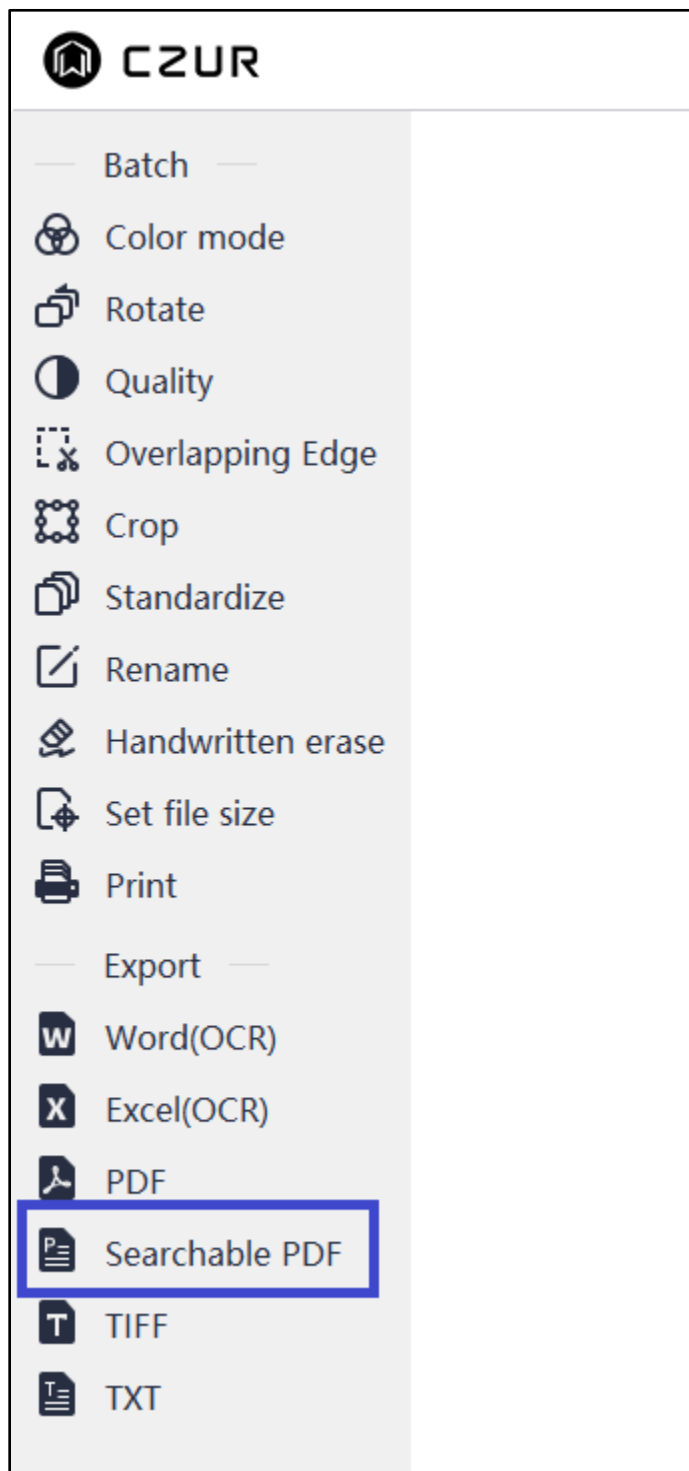 CZUR
Batch
Color mode
Rotate
Quality
Overlapping Edge
Crop
Standardize
Rename
Handwritten erase
Set file size
Print
Export
Word(OCR)
Excel(OCR)
PDF
Searchable PDF
TIFF
TXT